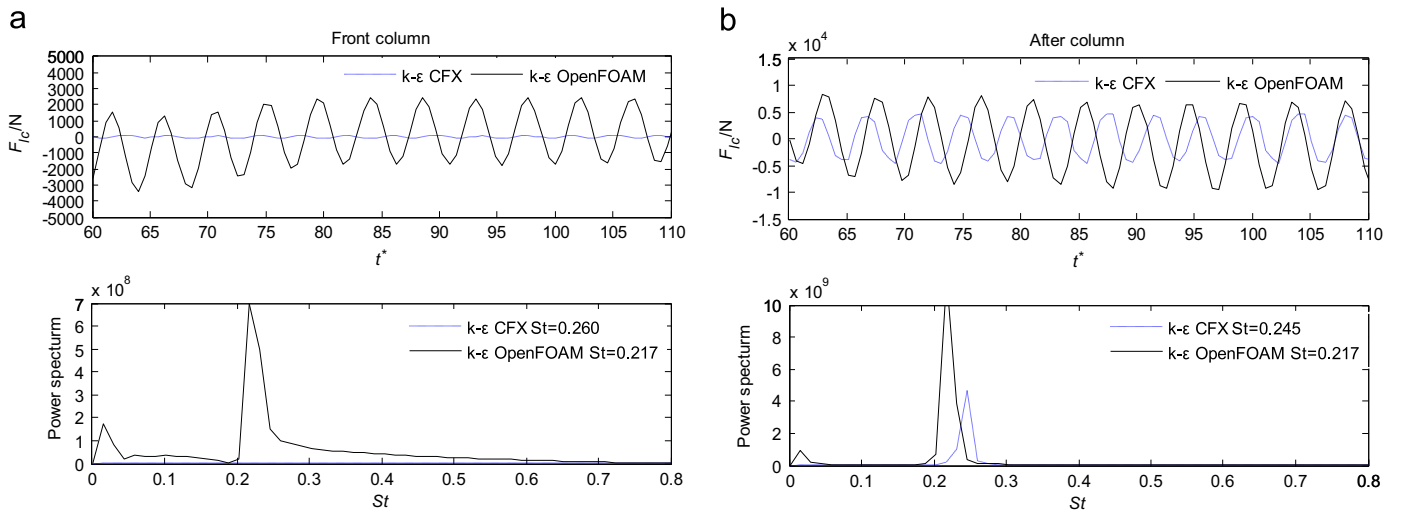 a
Front column
5000
4000
3000
2000
1000
0
-1000
-2000
-3000
4000
5000
F_lc/N
k-ε CFX
k-ε OpenFOAM
60 65 70 75 80 85 90 95 100 105 110
t*
x 10^8
7
6
5
4
3
2
1
0
Power specturm
k-ε CFX St=0.260
k-ε OpenFOAM St=0.217
0 0.1 0.2 0.3 0.4 0.5 0.6 0.7 0.8
St
b
x 10^4
After column
1.5
1
0.5
0
-0.5
-1
-1.5
F_lc/N
k-ε CFX
k-ε OpenFOAM
60 65 70 75 80 85 90 95 100 105 110
t*
x 10^9
10
8
6
4
2
0
Power specturm
k-ε CFX St=0.245
k-ε OpenFOAM St=0.217
0 0.1 0.2 0.3 0.4 0.5 0.6 0.7 0.8
St